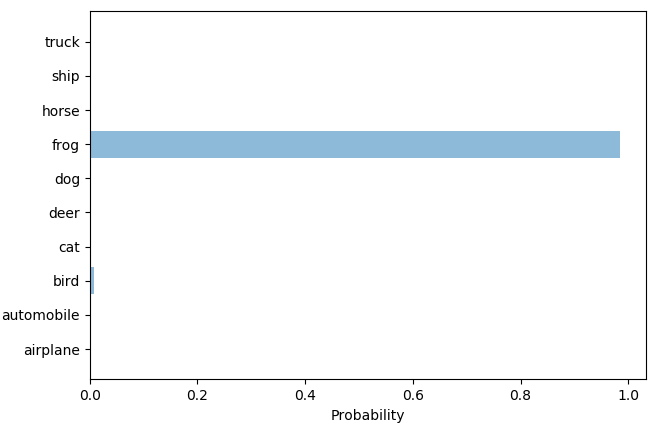 truck
ship
horse
frog
dog
deer
cat
bird
automobile
airplane
0.0 0.2 0.4 0.6 0.8 1.0
Probability